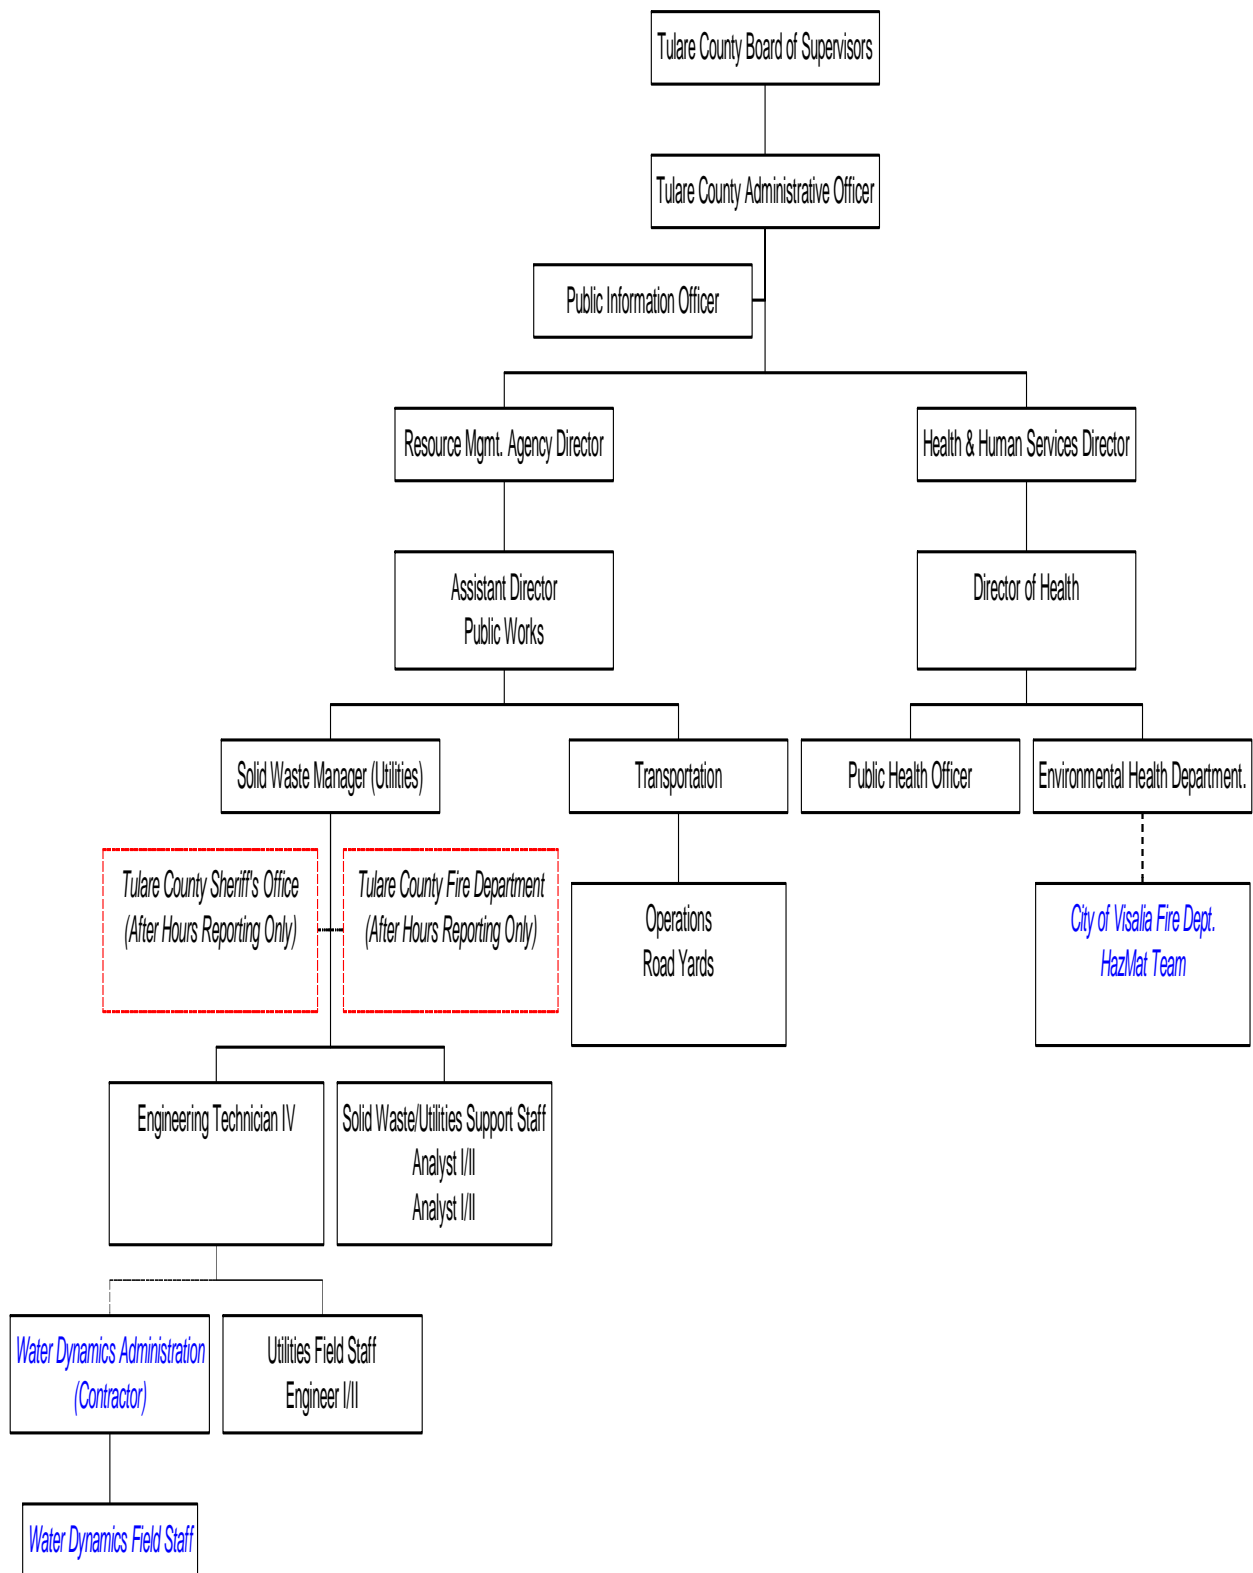 Tulare County Board of Supervisors
Tulare County Administrative Officer
Public Information Officer
Resource Mgmt. Agency Director
Health & Human Services Director
Assistant Director
Public Works
Director of Health
Solid Waste Manager (Utilities)
Transportation
Public Health Officer
Environmental Health Department.
Tulare County Sheriff's Office
(After Hours Reporting Only)
Tulare County Fire Department
(After Hours Reporting Only)
Operations
Road Yards
City of Visalia Fire Dept.
HazMat Team
Engineering Technician IV
Solid Waste/Utilities Support Staff
Analyst I/II
Analyst I/II
Water Dynamics Administration
(Contractor)
Utilities Field Staff
Engineer I/II
Water Dynamics Field Staff